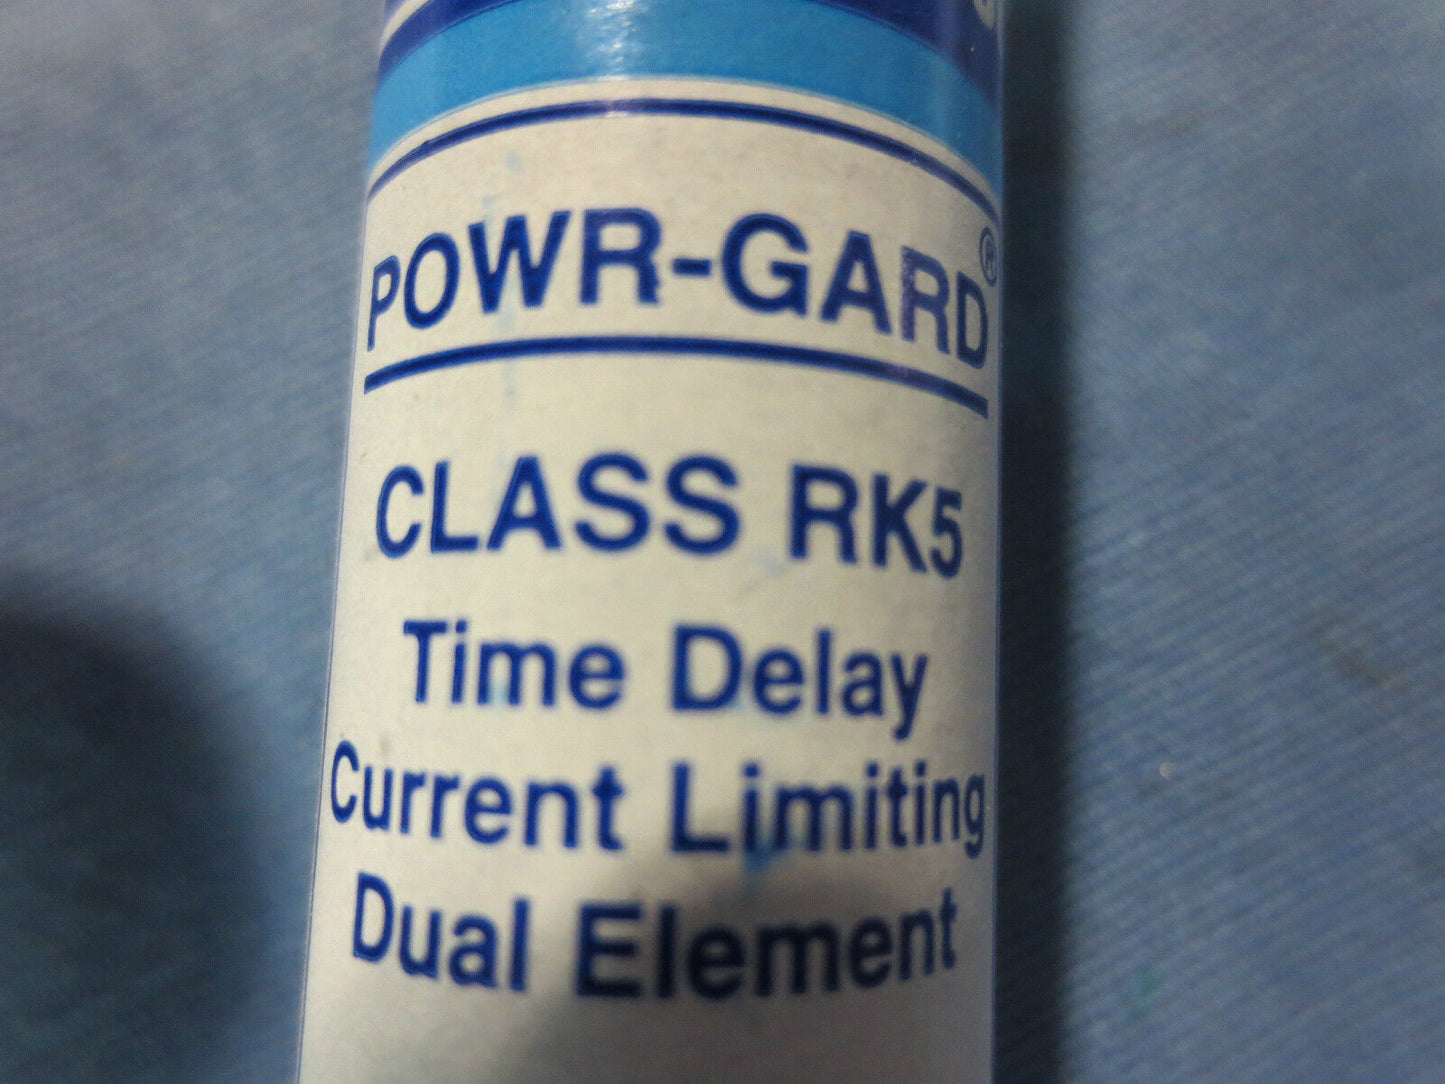 POWR-GARD®
CLASS RK5
Time Delay
Current Limiting
Dual Element